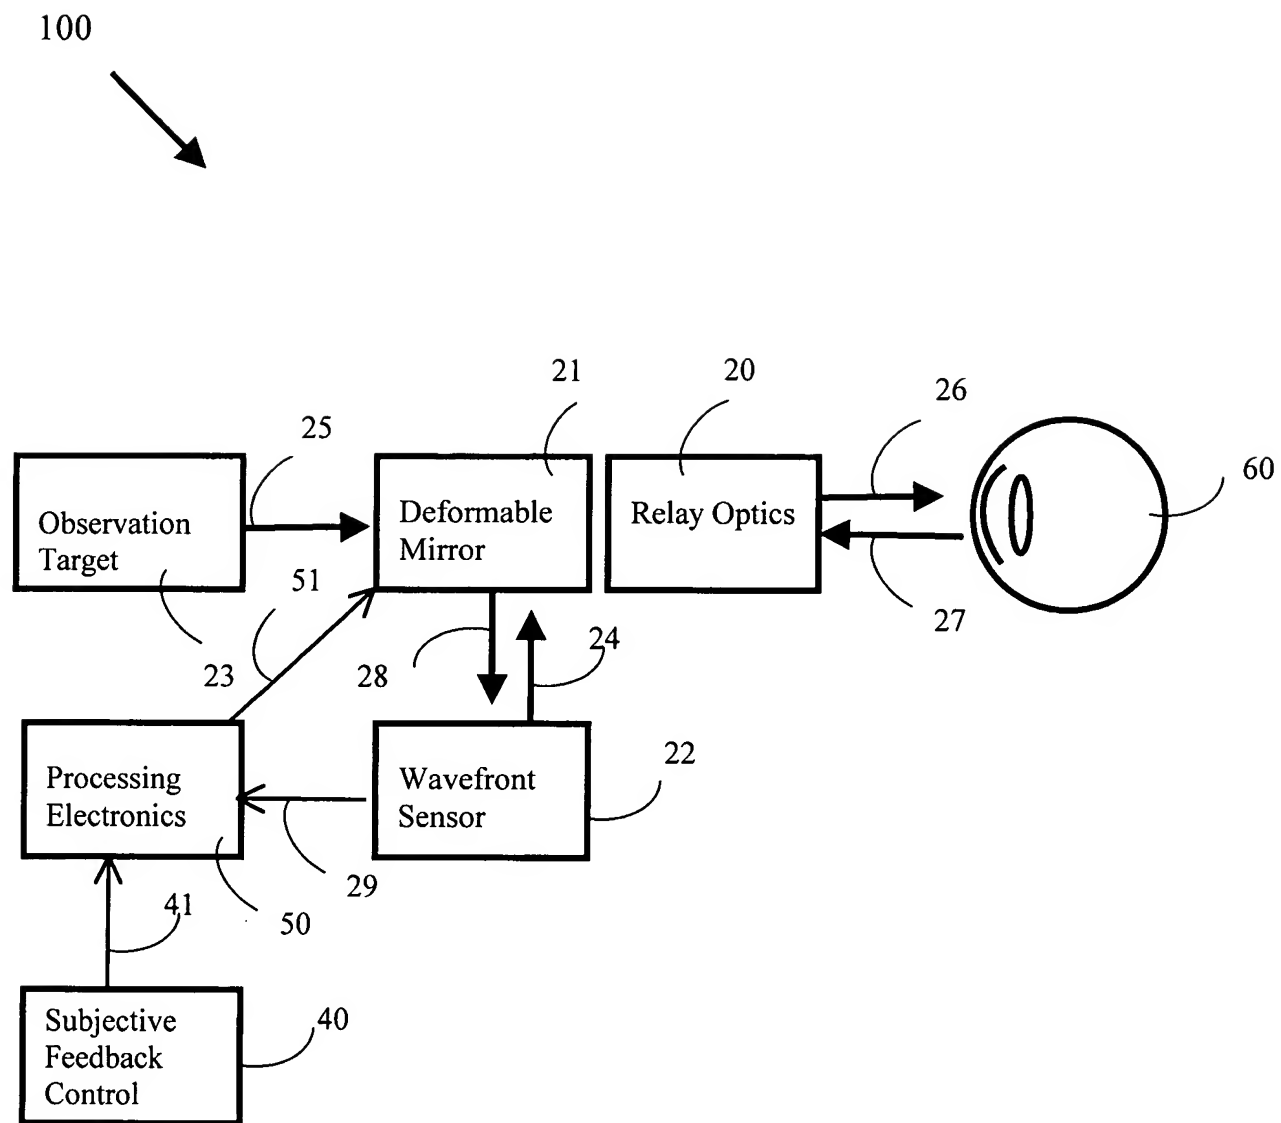 100
21
20
26
25
60
Observation
Target
Deformable
Mirror
Relay Optics
51
27
23
28
24
Processing
Electronics
Wavefront
Sensor
22
29
41
50
Subjective
Feedback
Control
40